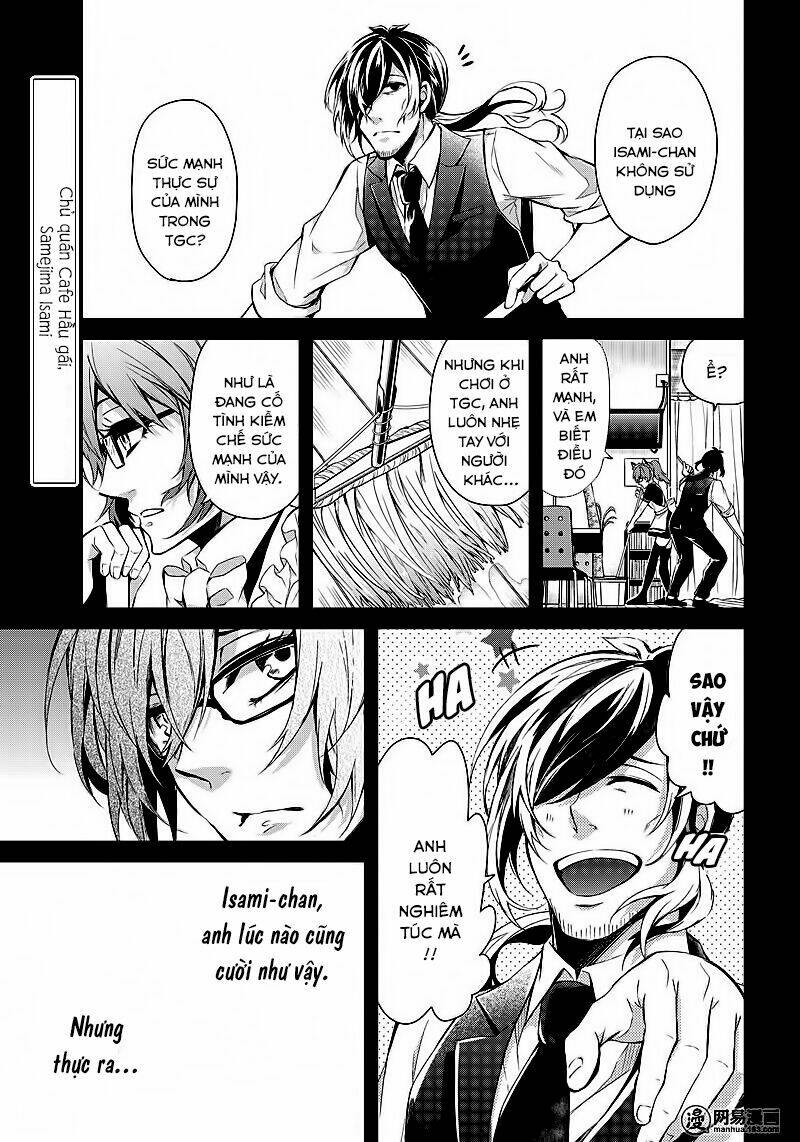 TẠI SAO
ISAMI-CHAN
KHÔNG SỬ
DỤNG
SỨC MẠNH
THỰC SỰ
CỦA MÌNH
TRONG
TGC?
Chủ quán Cafe Hầu gái,
Samejima Isami
Ể?
ANH
RẤT
MẠNH,
VÀ EM
BIẾT
ĐIỀU
ĐÓ
NHƯNG KHI
CHƠI Ở
TGC, ANH
LUÔN NHẸ
TAY VỚI
NGƯỜI
KHÁC...
NHƯ LÀ
ĐANG CỐ
TÌNH KIỀM
CHẾ SỨC
MẠNH CỦA
MÌNH VẬY.
SAO
VẬY
CHỨ
!!
HA
HA
ANH
LUÔN
RẤT
NGHIÊM
TÚC MÀ
!!
Isami-chan,
anh lúc nào cũng
cười như vậy.
Nhưng
thực ra...
网易漫画
manhua.163.com